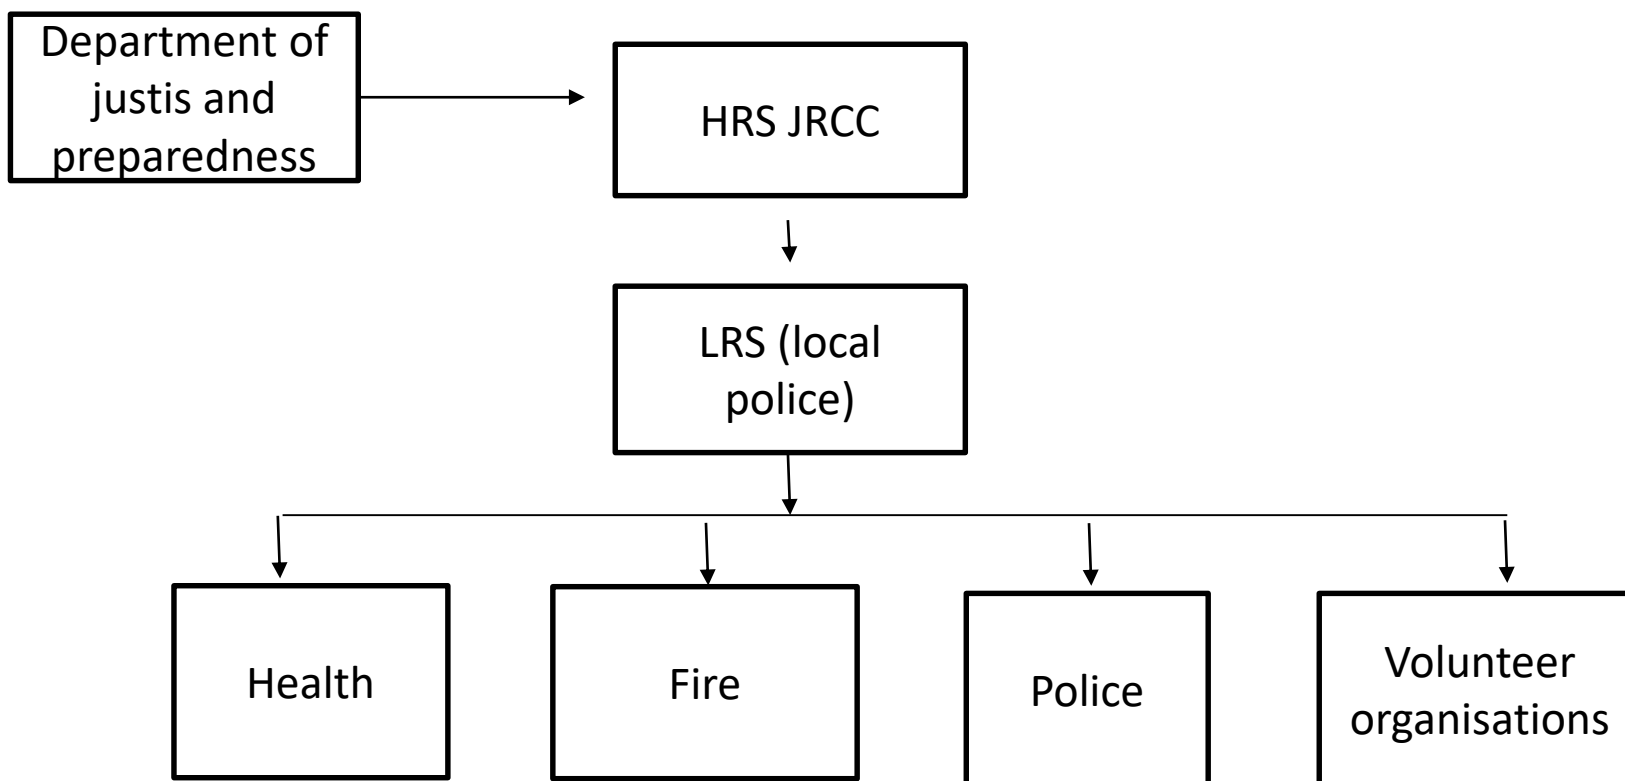 Department of
justis and
preparedness
HRS JRCC
LRS (local
police)
Health
Fire
Police
Volunteer
organisations